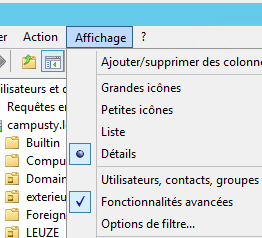 er Action Affichage ?
Ajouter/supprimer des colonne
Grandes icônes
Petites icônes
Liste
Détails
Utilisateurs, contacts, groupes
Fonctionnalités avancées
Options de filtre...
ilisateurs et o
Requêtes en
campusty.l
Builtin
Compu
Domain
exterieu
Foreign
LEUZE